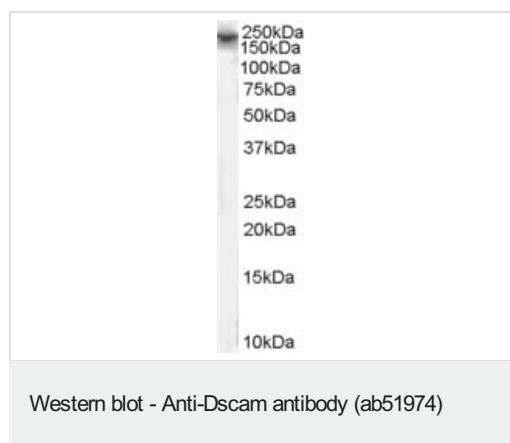 250kDa
150kDa
100kDa
75kDa
50kDa
37kDa
25kDa
20kDa
15kDa
10kDa
Western blot - Anti-Dscam antibody (ab51974)